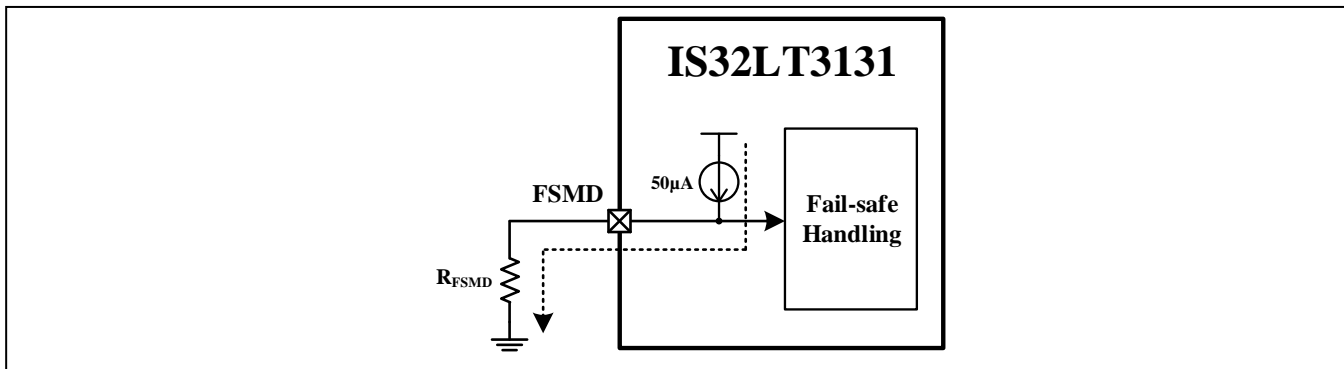 IS32LT3131
50µA
FSMD
Fail-safe
Handling
RFSMD